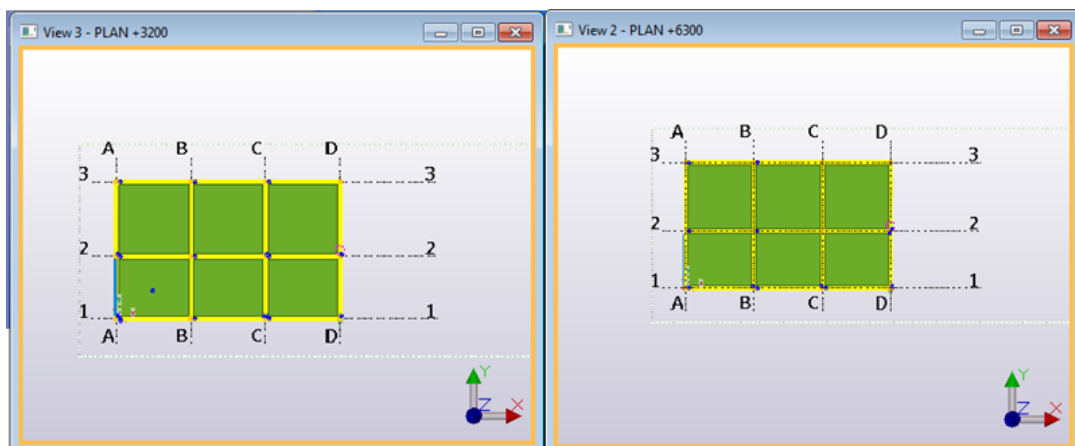 View 3 - PLAN +3200
A B C D
3 3
2 2
1 1
A B C D
Y
Z X
View 2 - PLAN +6300
A B C D
3 3
2 2
1 1
A B C D
Y
Z X